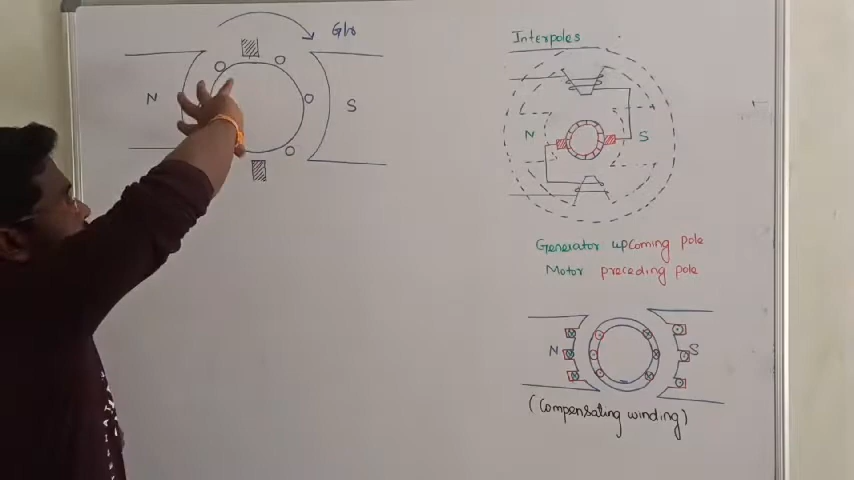 N
S
Interpoles
N
S
Generator upcoming pole
Motor preceding pole
N
S
(Compensating winding)